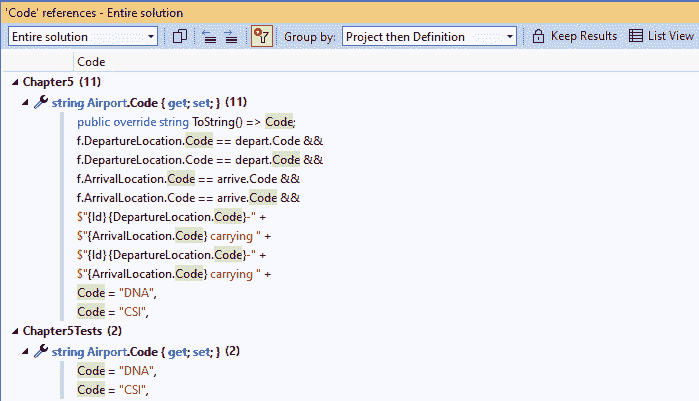 'Code' references - Entire solution
Entire solution Group by: Project then Definition Keep Results List View
Code
Chapter5 (11)
string Airport.Code { get; set; } (11)
public override string ToString() => Code;
f.DepartureLocation.Code == depart.Code &&
f.DepartureLocation.Code == depart.Code &&
f.ArrivalLocation.Code == arrive.Code &&
f.ArrivalLocation.Code == arrive.Code &&
$"{Id} {DepartureLocation.Code}-" +
$"{ArrivalLocation.Code} carrying " +
$"{Id} {DepartureLocation.Code}-" +
$"{ArrivalLocation.Code} carrying " +
Code = "DNA",
Code = "CSI",
Chapter5Tests (2)
string Airport.Code { get; set; } (2)
Code = "DNA",
Code = "CSI",